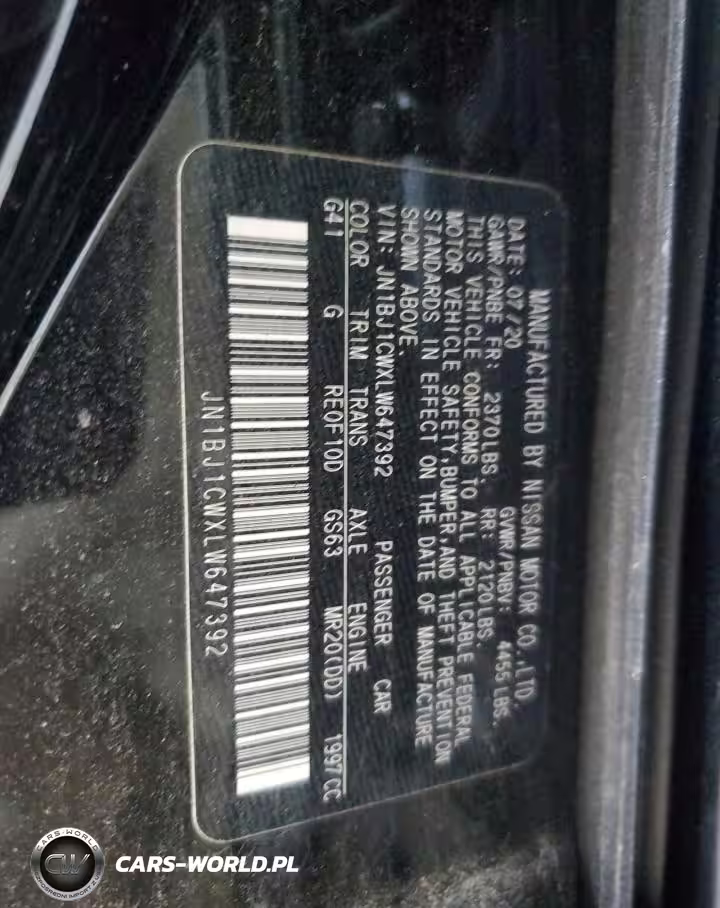 MANUFACTURED BY NISSAN MOTOR CO.,LTD.
DATE: 07/20 GVWR/PNBV: 4455 LBS.
GAWR/PNBE FR: 2370LBS. RR: 2120LBS.
THIS VEHICLE CONFORMS TO ALL APPLICABLE FEDERAL
MOTOR VEHICLE SAFETY,BUMPER,AND THEFT PREVENTION
STANDARDS IN EFFECT ON THE DATE OF MANUFACTURE
SHOWN ABOVE.
VIN: JN1BJ1CWXLW647392 PASSENGER CAR
COLOR TRIM TRANS AXLE ENGINE
G41 G RE0F10D GS63 MR20(DD) 1997CC
JN1BJ1CWXLW647392
CARS-WORLD
CW
CARS-WORLD.PL